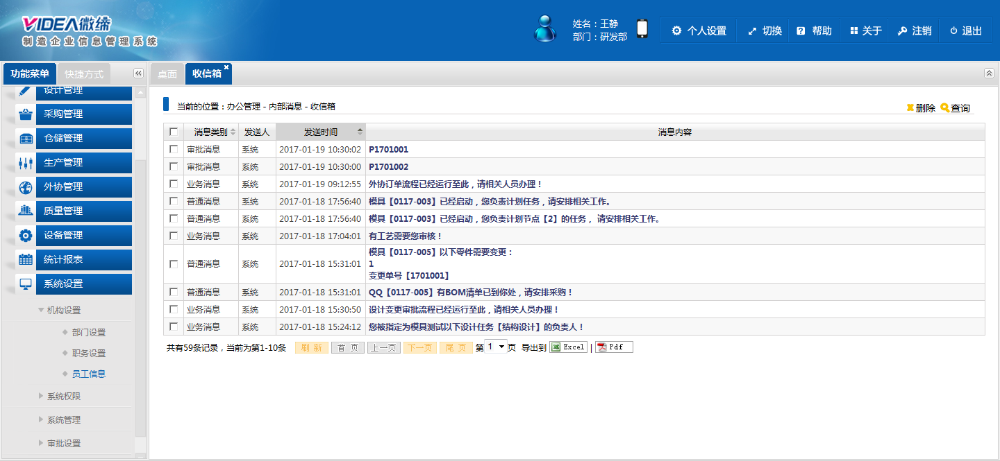 VIDEA微缔
制造企业信息管理系统
姓名：王静
部门：研发部
个人设置 切换 帮助 关于 注销 退出
功能菜单 快捷方式
桌面 收信箱
设计管理
采购管理
仓储管理
生产管理
外协管理
质量管理
设备管理
统计报表
系统设置
机构设置
部门设置
职务设置
员工信息
系统权限
系统管理
审批设置
当前的位置：办公管理 - 内部消息 - 收信箱
删除 查询
消息类别 发送人 发送时间 消息内容
审批消息 系统 2017-01-19 10:30:02 P1701001
审批消息 系统 2017-01-19 10:30:00 P1701002
业务消息 系统 2017-01-19 09:12:55 外协订单流程已经运行至此，请相关人员办理！
普通消息 系统 2017-01-18 17:56:40 模具【0117-003】已经启动，您负责计划任务，请安排相关工作。
普通消息 系统 2017-01-18 17:56:40 模具【0117-003】已经启动，您负责计划节点【2】的任务， 请安排相关工作。
业务消息 系统 2017-01-18 17:04:01 有工艺需要您审核！
普通消息 系统 2017-01-18 15:31:01 模具【0117-005】以下零件需要变更：
1
变更单号【1701001】
普通消息 系统 2017-01-18 15:31:01 QQ【0117-005】有BOM清单已到你处，请安排采购！
业务消息 系统 2017-01-18 15:30:50 设计变更审批流程已经运行至此，请相关人员办理！
业务消息 系统 2017-01-18 15:24:12 您被指定为模具测试以下设计任务【结构设计】的负责人！
共有59条记录，当前为第1-10条 刷 新 首 页 上一页 下一页 尾 页 第 1 页 导出到 Excel | Pdf